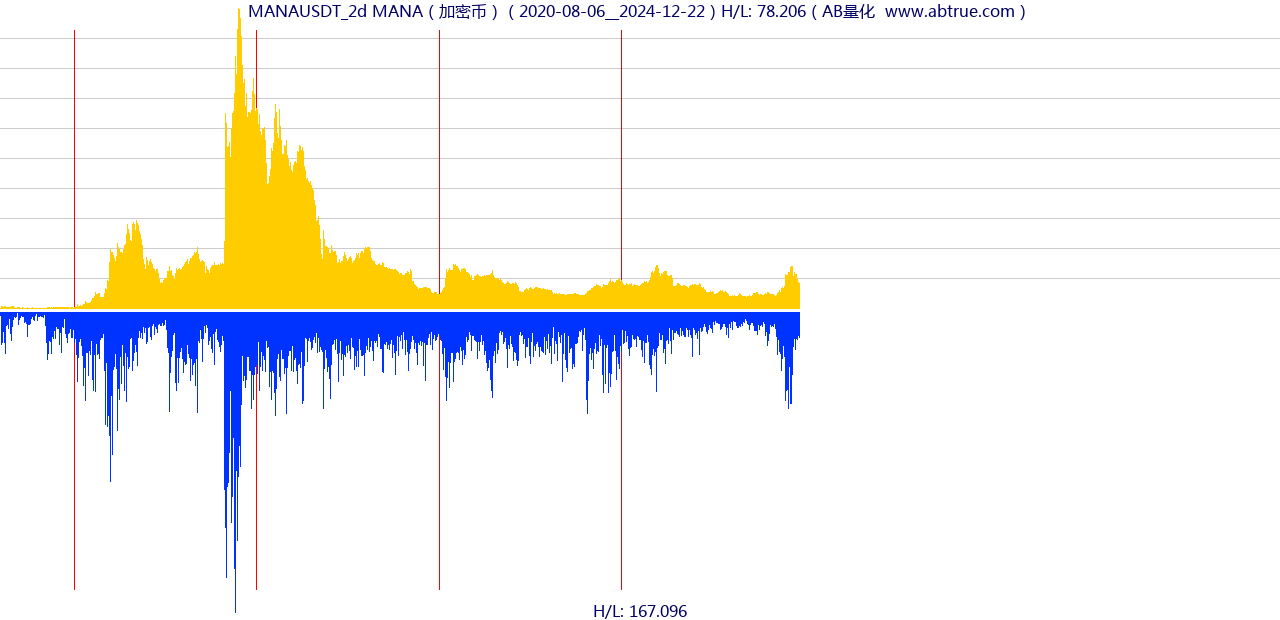 MANAUSDT_2d MANA ( 加密币 ) ( 2020-08-06__2024-12-22 ) H/L: 78.206 ( AB量化  www.abtrue.com )
H/L: 167.096